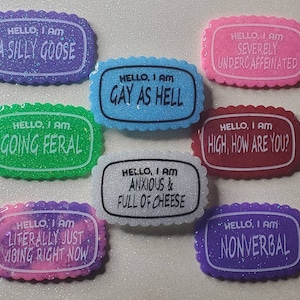 HELLO, I AM
A SILLY GOOSE
HELLO, I AM
GAY AS HELL
HELLO, I AM
SEVERELY
UNDERCAFFEINATED
HELLO, I AM
GOING FERAL
HELLO, I AM
ANXIOUS &
FULL OF CHEESE
HELLO, I AM
HIGH, HOW ARE YOU?
HELLO, I AM
LITERALLY JUST
VIBING RIGHT NOW
HELLO, I AM
NONVERBAL